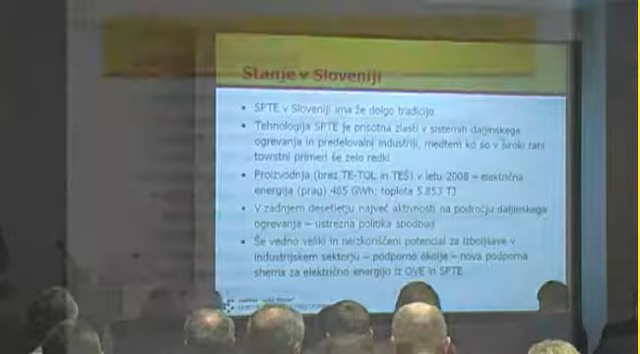 Stanje v Sloveniji
• SPTE v Sloveniji ima že dolgo tradicijo
• Tehnologija SPTE je prisotna zlasti v sistemih daljinskega
ogrevanja in predelovalni industriji, medtem ko so v široki rabi
tovrstni primeri še zelo redki
• Proizvodnja (brez TE-TOL in TEŠ) v letu 2008 – električna
energija (prag) 485 GWh; toplota 5.853 TJ
• V zadnjem desetletju največ aktivnosti na področju daljinskega
ogrevanja – ustrezna politika spodbud
• Še vedno veliki in neizkoriščeni potencial za izboljšave v
industrijskem sektorju – podporno okolje – nova podporna
shema za električno energijo iz OVE in SPTE